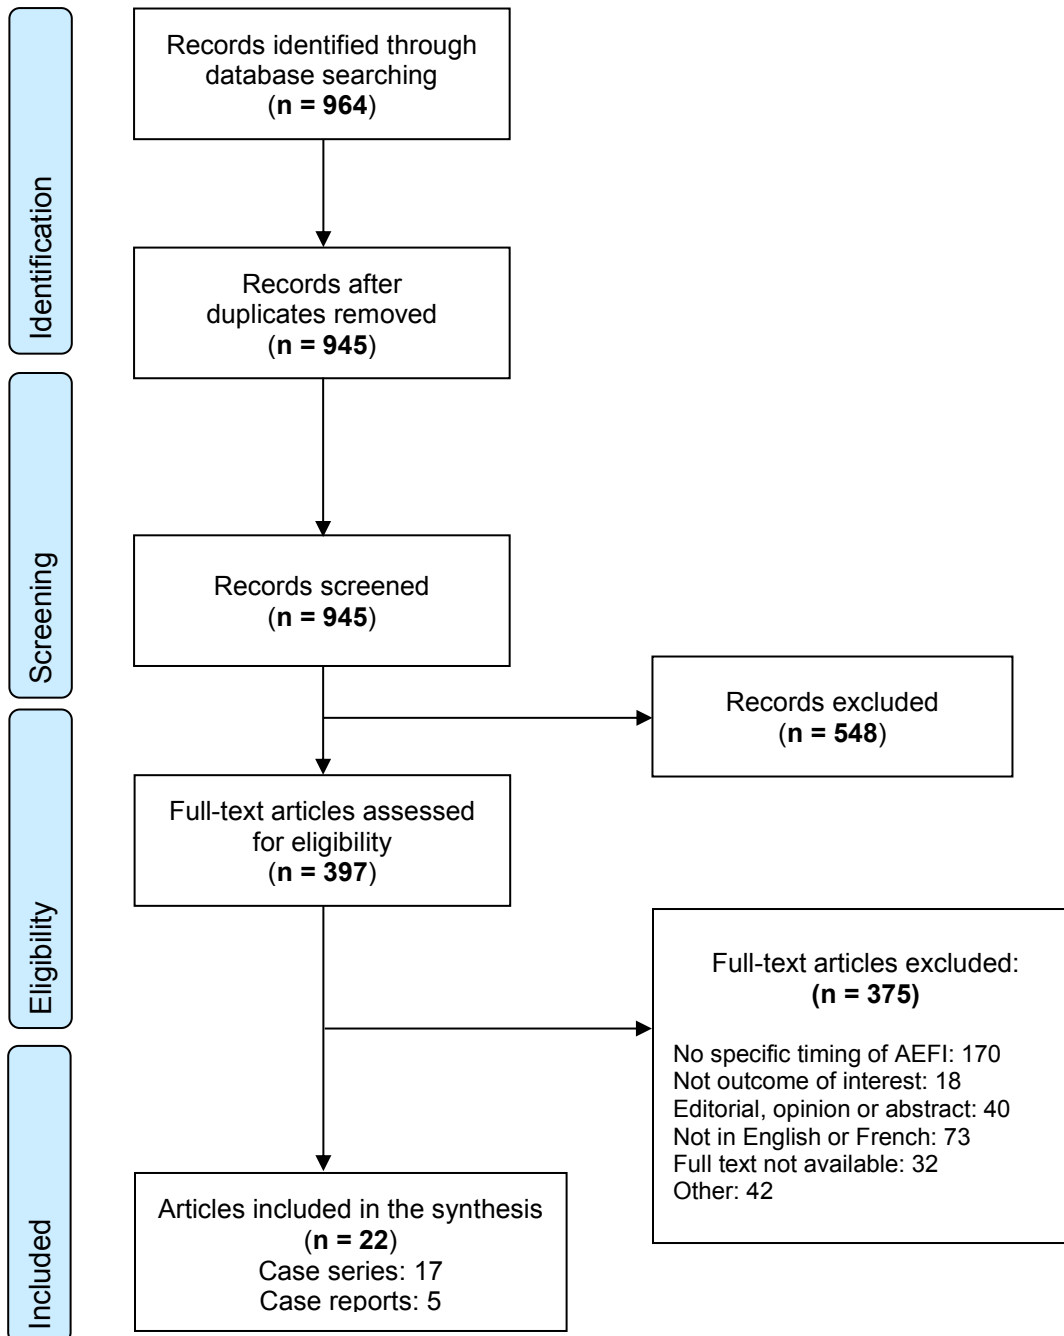 Identification
Records identified through
database searching
(n = 964)
Records after
duplicates removed
(n = 945)
Screening
Records screened
(n = 945)
Records excluded
(n = 548)
Eligibility
Full-text articles assessed
for eligibility
(n = 397)
Full-text articles excluded:
(n = 375)
No specific timing of AEFI: 170
Not outcome of interest: 18
Editorial, opinion or abstract: 40
Not in English or French: 73
Full text not available: 32
Other: 42
Included
Articles included in the synthesis
(n = 22)
Case series: 17
Case reports: 5